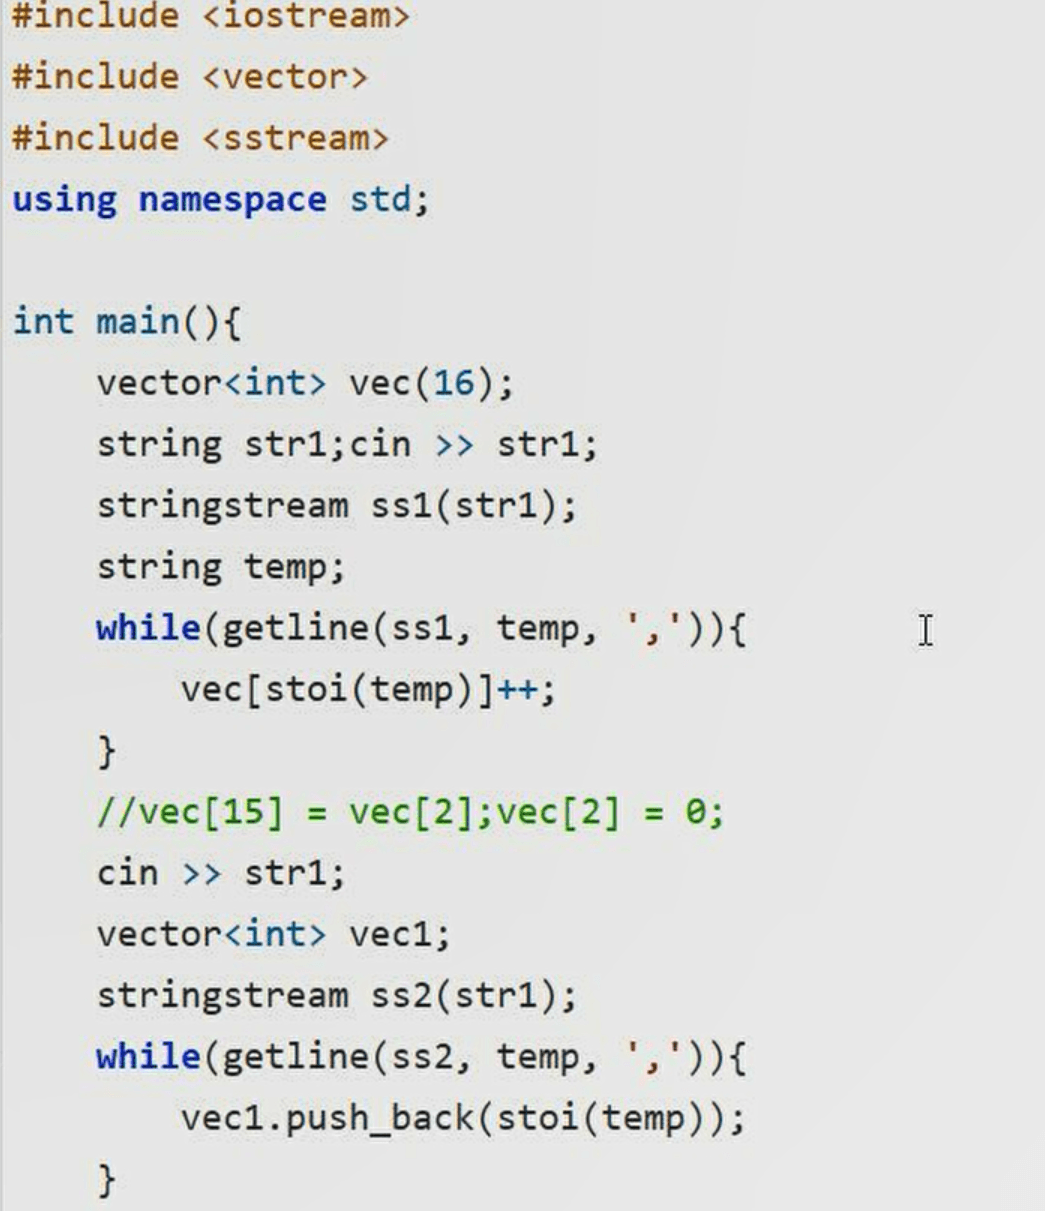 #include <iostream>
#include <vector>
#include <sstream>
using namespace std;

int main(){
    vector<int> vec(16);
    string str1;cin >> str1;
    stringstream ss1(str1);
    string temp;
    while(getline(ss1, temp, ',')){
        vec[stoi(temp)]++;
    }
    //vec[15] = vec[2];vec[2] = 0;
    cin >> str1;
    vector<int> vec1;
    stringstream ss2(str1);
    while(getline(ss2, temp, ',')){
        vec1.push_back(stoi(temp));
    }